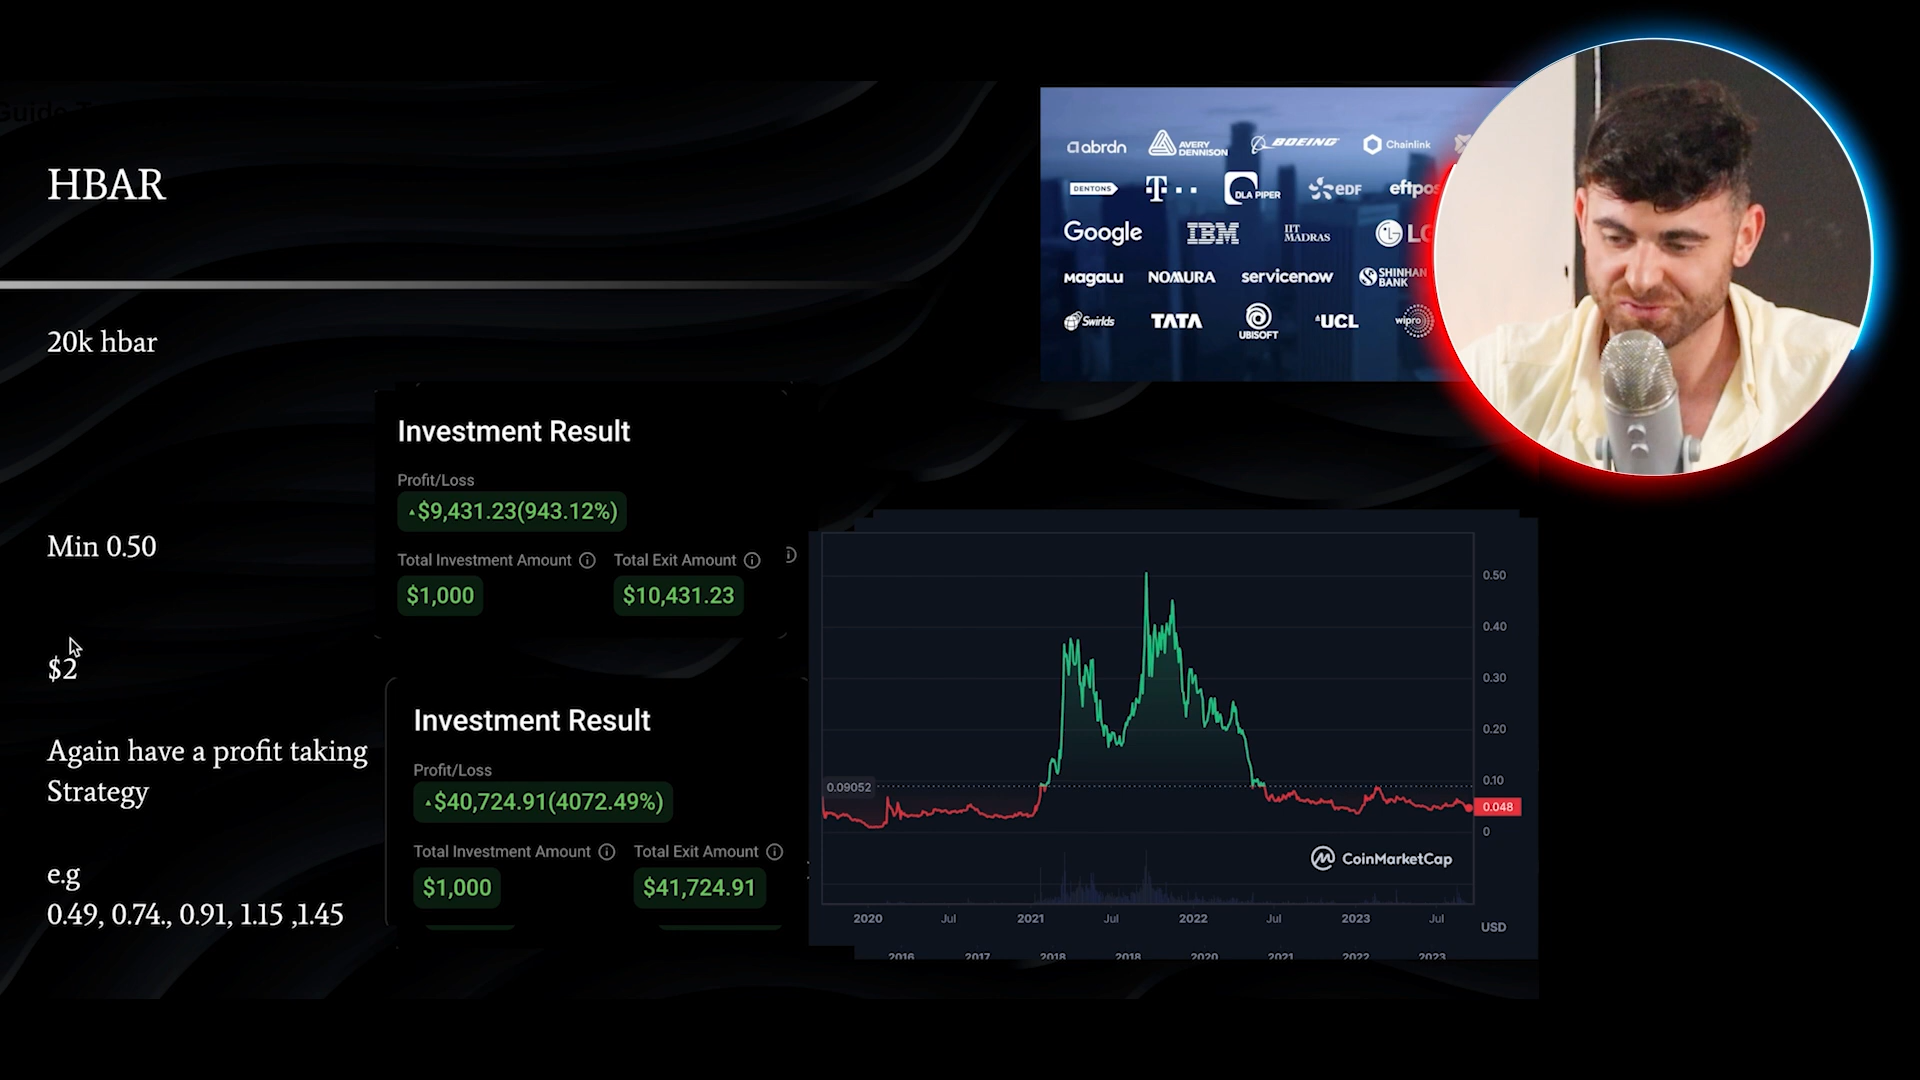 Guide T
HBAR
20k hbar
Min 0.50
$2
Again have a profit taking
Strategy
e.g
0.49, 0.74., 0.91, 1.15 ,1.45
Investment Result
Profit/Loss
$9,431.23(943.12%)
Total Investment Amount Total Exit Amount
$1,000 $10,431.23
Investment Result
Profit/Loss
$40,724.91(4072.49%)
Total Investment Amount Total Exit Amount
$1,000 $41,724.91
abrdn AVERY DENNISON BOEING Chainlink
DENTONS T DLA PIPER EDF eftpos
Google IBM IIT MADRAS LG
Magalu NOMURA servicenow SHINHAN BANK
Swirlds TATA UBISOFT UCL wipro
0.50
0.40
0.30
0.20
0.10
0.09052
0.048
0
CoinMarketCap
2020 Jul 2021 Jul 2022 Jul 2023 Jul
USD
2016 2017 2018 2018 2020 2021 2022 2023